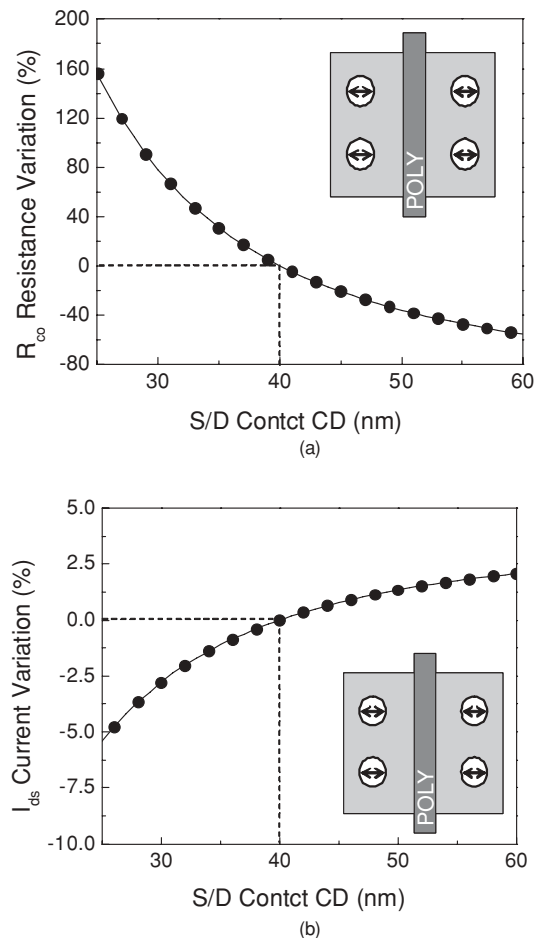 200
160
120
80
40
0
-40
-80
R_co Resistance Variation (%)
POLY
30 40 50 60
S/D Contct CD (nm)
(a)
5.0
2.5
0.0
-2.5
-5.0
-7.5
-10.0
I_ds Current Variation (%)
POLY
30 40 50 60
S/D Contct CD (nm)
(b)